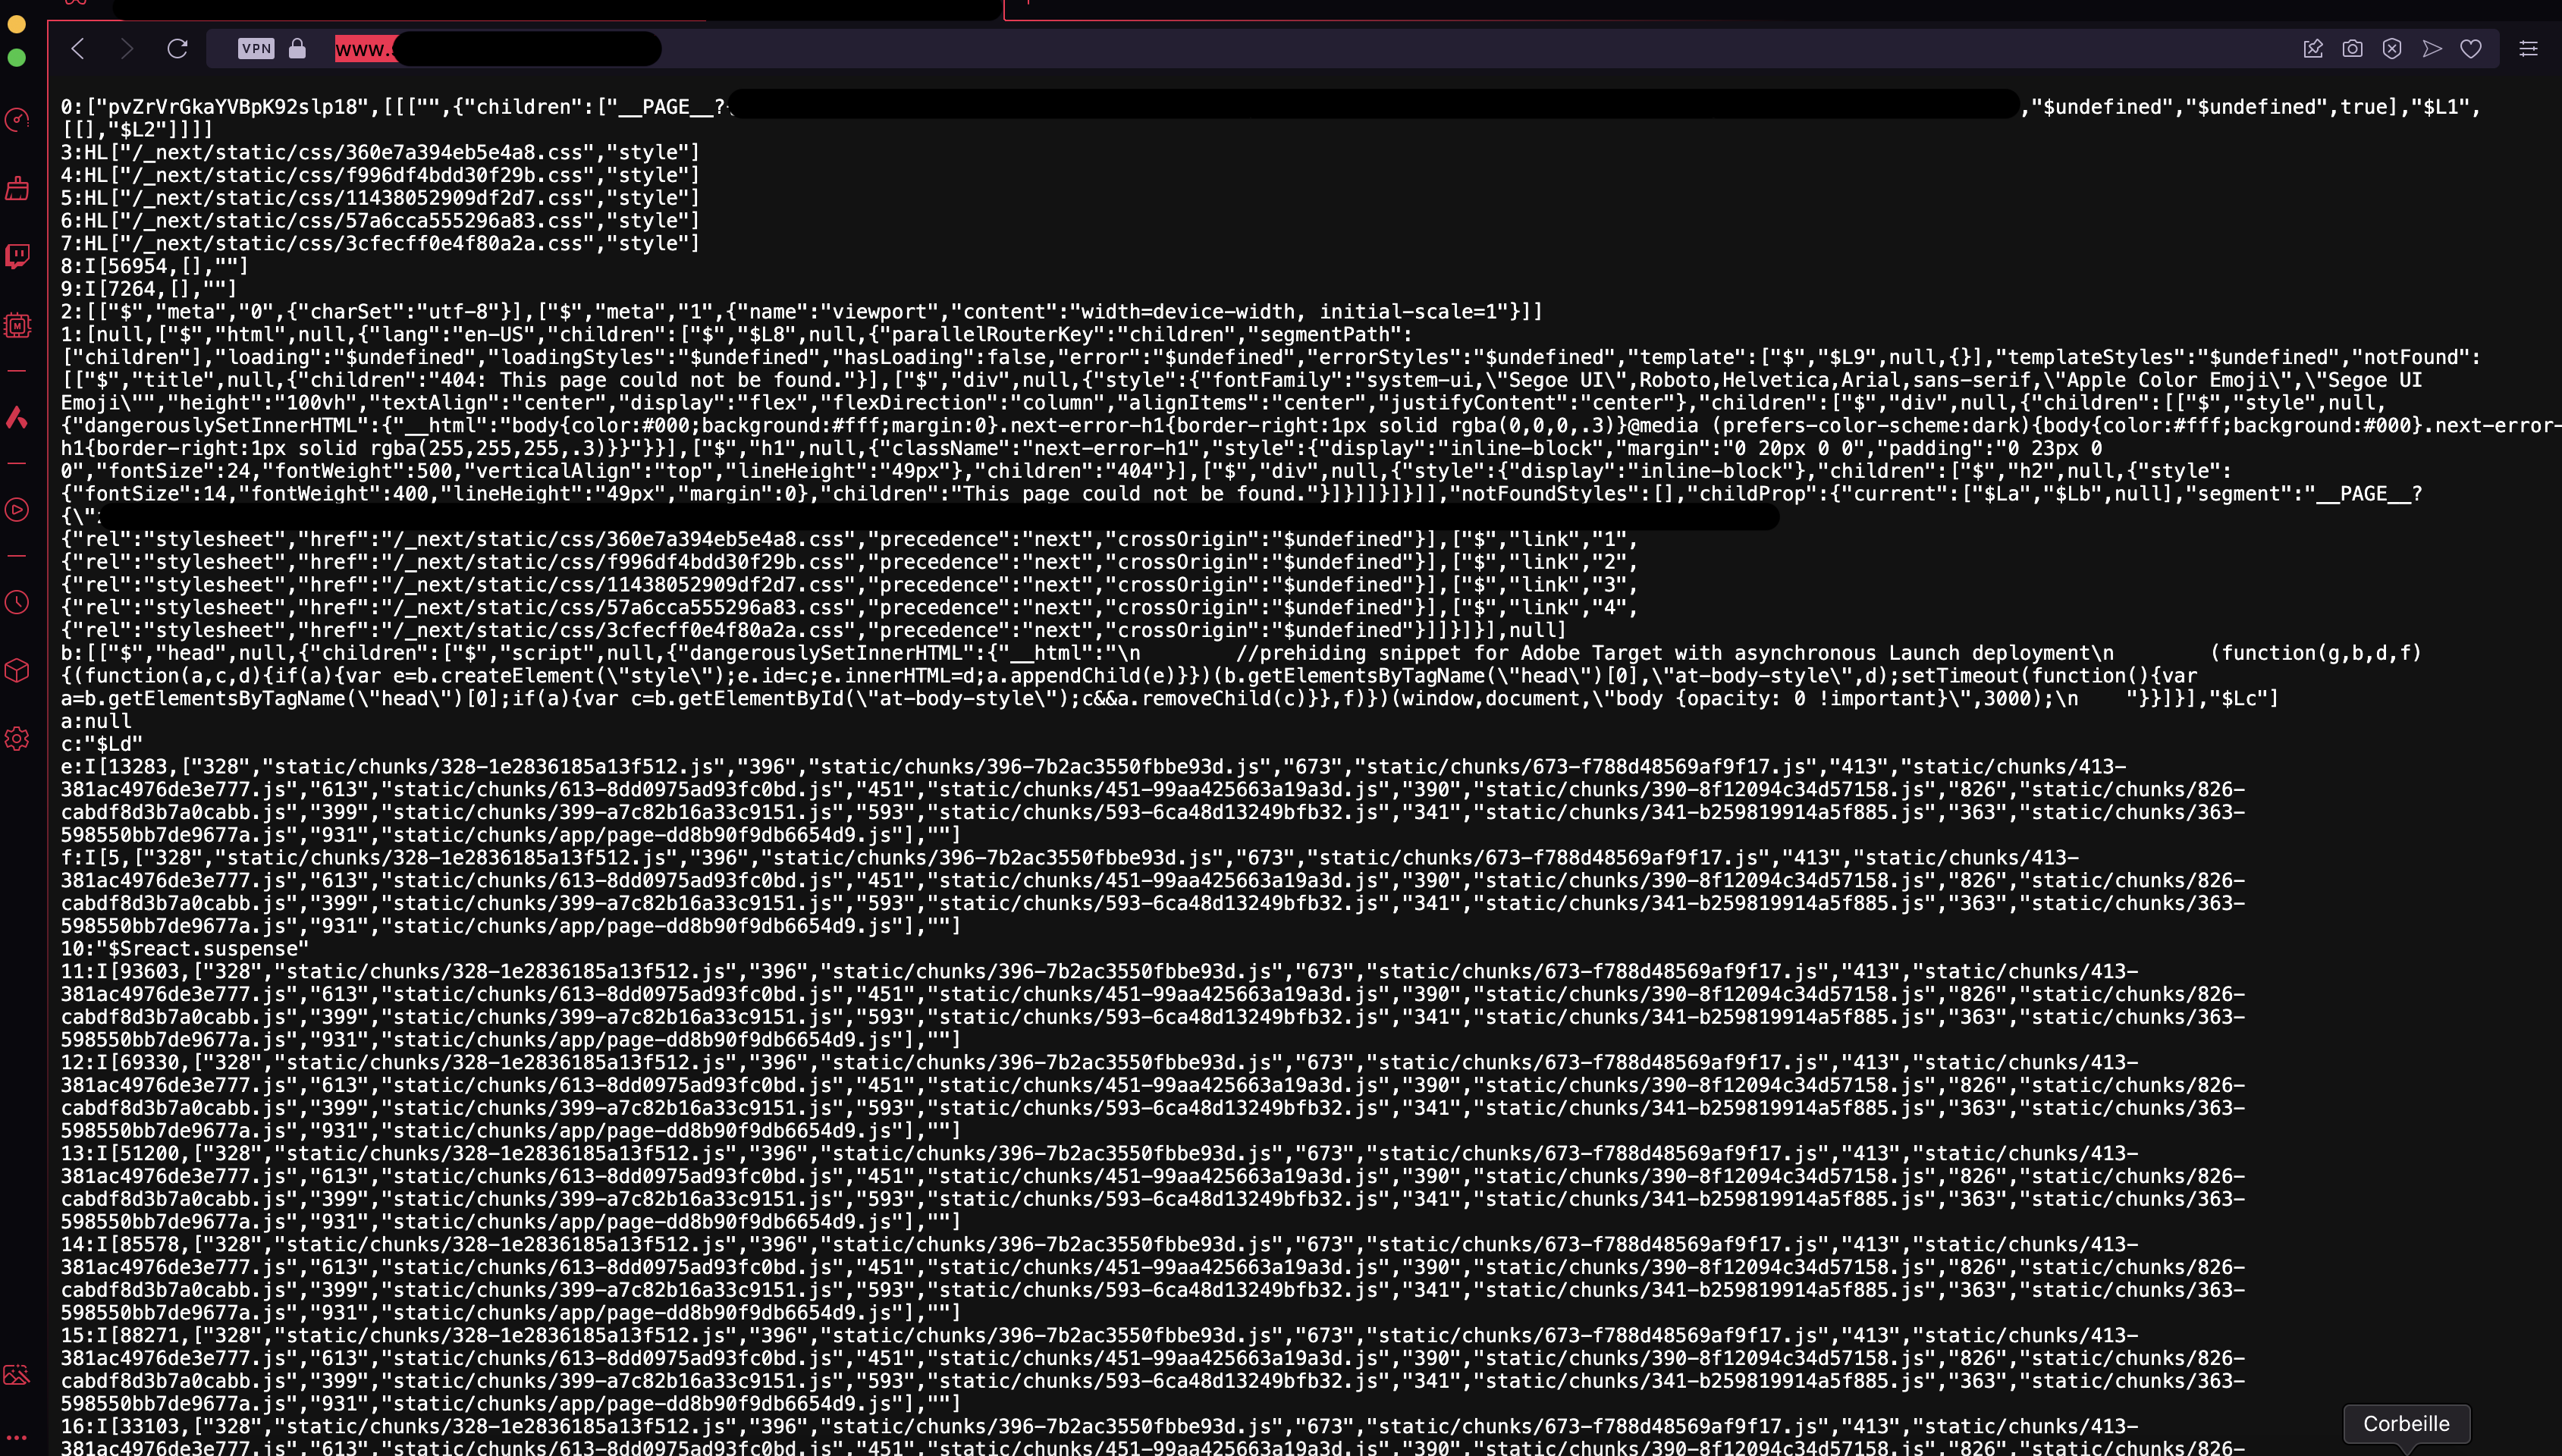 VPN
www.
0:["pvZrVrGkaYVBpK92slp18",[[["",{"children":["__PAGE__?
,"$undefined","$undefined",true],"$L1",
[[],"$L2"]]]]
3:HL["/_next/static/css/360e7a394eb5e4a8.css","style"]
4:HL["/_next/static/css/f996df4bdd30f29b.css","style"]
5:HL["/_next/static/css/11438052909df2d7.css","style"]
6:HL["/_next/static/css/57a6cca555296a83.css","style"]
7:HL["/_next/static/css/3cfecff0e4f80a2a.css","style"]
8:I[56954,[],""]
9:I[7264,[],""]
2:[["$","meta","0",{"charSet":"utf-8"}],["$","meta","1",{"name":"viewport","content":"width=device-width, initial-scale=1"}]]
1:[null,["$","html",null,{"lang":"en-US","children":["$","$L8",null,{"parallelRouterKey":"children","segmentPath":
["children"],"loading":"$undefined","loadingStyles":"$undefined","hasLoading":false,"error":"$undefined","errorStyles":"$undefined","template":["$","$L9",null,{}],"templateStyles":"$undefined","notFound":
[["$","title",null,{"children":"404: This page could not be found."}],["$","div",null,{"style":{"fontFamily":"system-ui,\"Segoe UI\",Roboto,Helvetica,Arial,sans-serif,\"Apple Color Emoji\",\"Segoe UI
Emoji\"","height":"100vh","textAlign":"center","display":"flex","flexDirection":"column","alignItems":"center","justifyContent":"center"},"children":["$","div",null,{"children":[["$","style",null,
{"dangerouslySetInnerHTML":{"__html":"body{color:#000;background:#fff;margin:0}.next-error-h1{border-right:1px solid rgba(0,0,0,.3)}@media (prefers-color-scheme:dark){body{color:#fff;background:#000}.next-error-
h1{border-right:1px solid rgba(255,255,255,.3)}}"}}],["$","h1",null,{"className":"next-error-h1","style":{"display":"inline-block","margin":"0 20px 0 0","padding":"0 23px 0
0","fontSize":24,"fontWeight":500,"verticalAlign":"top","lineHeight":"49px"},"children":"404"}],["$","div",null,{"style":{"display":"inline-block"},"children":["$","h2",null,{"style":
{"fontSize":14,"fontWeight":400,"lineHeight":"49px","margin":0},"children":"This page could not be found."}]}]]}]}]],"notFoundStyles":[],"childProp":{"current":["$La","$Lb",null],"segment":"__PAGE__?
{\"
{"rel":"stylesheet","href":"/_next/static/css/360e7a394eb5e4a8.css","precedence":"next","crossOrigin":"$undefined"}],["$","link","1",
{"rel":"stylesheet","href":"/_next/static/css/f996df4bdd30f29b.css","precedence":"next","crossOrigin":"$undefined"}],["$","link","2",
{"rel":"stylesheet","href":"/_next/static/css/11438052909df2d7.css","precedence":"next","crossOrigin":"$undefined"}],["$","link","3",
{"rel":"stylesheet","href":"/_next/static/css/57a6cca555296a83.css","precedence":"next","crossOrigin":"$undefined"}],["$","link","4",
{"rel":"stylesheet","href":"/_next/static/css/3cfecff0e4f80a2a.css","precedence":"next","crossOrigin":"$undefined"}]]}]}],null]
b:[["$","head",null,{"children":["$","script",null,{"dangerouslySetInnerHTML":{"__html":"\n        //prehiding snippet for Adobe Target with asynchronous Launch deployment\n        (function(g,b,d,f)
{(function(a,c,d){if(a){var e=b.createElement(\"style\");e.id=c;e.innerHTML=d;a.appendChild(e)}})(b.getElementsByTagName(\"head\")[0],\"at-body-style\",d);setTimeout(function(){var
a=b.getElementsByTagName(\"head\")[0];if(a){var c=b.getElementById(\"at-body-style\");c&&a.removeChild(c)}},f)})(window,document,\"body {opacity: 0 !important}\",3000);\n    "}}]}],"$Lc"]
a:null
c:"$Ld"
e:I[13283,["328","static/chunks/328-1e2836185a13f512.js","396","static/chunks/396-7b2ac3550fbbe93d.js","673","static/chunks/673-f788d48569af9f17.js","413","static/chunks/413-
381ac4976de3e777.js","613","static/chunks/613-8dd0975ad93fc0bd.js","451","static/chunks/451-99aa425663a19a3d.js","390","static/chunks/390-8f12094c34d57158.js","826","static/chunks/826-
cabdf8d3b7a0cabb.js","399","static/chunks/399-a7c82b16a33c9151.js","593","static/chunks/593-6ca48d13249bfb32.js","341","static/chunks/341-b259819914a5f885.js","363","static/chunks/363-
598550bb7de9677a.js","931","static/chunks/app/page-dd8b90f9db6654d9.js"],""]
f:I[5,["328","static/chunks/328-1e2836185a13f512.js","396","static/chunks/396-7b2ac3550fbbe93d.js","673","static/chunks/673-f788d48569af9f17.js","413","static/chunks/413-
381ac4976de3e777.js","613","static/chunks/613-8dd0975ad93fc0bd.js","451","static/chunks/451-99aa425663a19a3d.js","390","static/chunks/390-8f12094c34d57158.js","826","static/chunks/826-
cabdf8d3b7a0cabb.js","399","static/chunks/399-a7c82b16a33c9151.js","593","static/chunks/593-6ca48d13249bfb32.js","341","static/chunks/341-b259819914a5f885.js","363","static/chunks/363-
598550bb7de9677a.js","931","static/chunks/app/page-dd8b90f9db6654d9.js"],""]
10:"$Sreact.suspense"
11:I[93603,["328","static/chunks/328-1e2836185a13f512.js","396","static/chunks/396-7b2ac3550fbbe93d.js","673","static/chunks/673-f788d48569af9f17.js","413","static/chunks/413-
381ac4976de3e777.js","613","static/chunks/613-8dd0975ad93fc0bd.js","451","static/chunks/451-99aa425663a19a3d.js","390","static/chunks/390-8f12094c34d57158.js","826","static/chunks/826-
cabdf8d3b7a0cabb.js","399","static/chunks/399-a7c82b16a33c9151.js","593","static/chunks/593-6ca48d13249bfb32.js","341","static/chunks/341-b259819914a5f885.js","363","static/chunks/363-
598550bb7de9677a.js","931","static/chunks/app/page-dd8b90f9db6654d9.js"],""]
12:I[69330,["328","static/chunks/328-1e2836185a13f512.js","396","static/chunks/396-7b2ac3550fbbe93d.js","673","static/chunks/673-f788d48569af9f17.js","413","static/chunks/413-
381ac4976de3e777.js","613","static/chunks/613-8dd0975ad93fc0bd.js","451","static/chunks/451-99aa425663a19a3d.js","390","static/chunks/390-8f12094c34d57158.js","826","static/chunks/826-
cabdf8d3b7a0cabb.js","399","static/chunks/399-a7c82b16a33c9151.js","593","static/chunks/593-6ca48d13249bfb32.js","341","static/chunks/341-b259819914a5f885.js","363","static/chunks/363-
598550bb7de9677a.js","931","static/chunks/app/page-dd8b90f9db6654d9.js"],""]
13:I[51200,["328","static/chunks/328-1e2836185a13f512.js","396","static/chunks/396-7b2ac3550fbbe93d.js","673","static/chunks/673-f788d48569af9f17.js","413","static/chunks/413-
381ac4976de3e777.js","613","static/chunks/613-8dd0975ad93fc0bd.js","451","static/chunks/451-99aa425663a19a3d.js","390","static/chunks/390-8f12094c34d57158.js","826","static/chunks/826-
cabdf8d3b7a0cabb.js","399","static/chunks/399-a7c82b16a33c9151.js","593","static/chunks/593-6ca48d13249bfb32.js","341","static/chunks/341-b259819914a5f885.js","363","static/chunks/363-
598550bb7de9677a.js","931","static/chunks/app/page-dd8b90f9db6654d9.js"],""]
14:I[85578,["328","static/chunks/328-1e2836185a13f512.js","396","static/chunks/396-7b2ac3550fbbe93d.js","673","static/chunks/673-f788d48569af9f17.js","413","static/chunks/413-
381ac4976de3e777.js","613","static/chunks/613-8dd0975ad93fc0bd.js","451","static/chunks/451-99aa425663a19a3d.js","390","static/chunks/390-8f12094c34d57158.js","826","static/chunks/826-
cabdf8d3b7a0cabb.js","399","static/chunks/399-a7c82b16a33c9151.js","593","static/chunks/593-6ca48d13249bfb32.js","341","static/chunks/341-b259819914a5f885.js","363","static/chunks/363-
598550bb7de9677a.js","931","static/chunks/app/page-dd8b90f9db6654d9.js"],""]
15:I[88271,["328","static/chunks/328-1e2836185a13f512.js","396","static/chunks/396-7b2ac3550fbbe93d.js","673","static/chunks/673-f788d48569af9f17.js","413","static/chunks/413-
381ac4976de3e777.js","613","static/chunks/613-8dd0975ad93fc0bd.js","451","static/chunks/451-99aa425663a19a3d.js","390","static/chunks/390-8f12094c34d57158.js","826","static/chunks/826-
cabdf8d3b7a0cabb.js","399","static/chunks/399-a7c82b16a33c9151.js","593","static/chunks/593-6ca48d13249bfb32.js","341","static/chunks/341-b259819914a5f885.js","363","static/chunks/363-
598550bb7de9677a.js","931","static/chunks/app/page-dd8b90f9db6654d9.js"],""]
16:I[33103,["328","static/chunks/328-1e2836185a13f512.js","396","static/chunks/396-7b2ac3550fbbe93d.js","673","static/chunks/673-f788d48569af9f17.js","413","static/chunks/413-
381ac4976de3e777.js","613","static/chunks/613-8dd0975ad93fc0bd.js","451","static/chunks/451-99aa425663a19a3d.js","390","static/chunks/390-8f12094c34d57158.js","826","static/chunks/826-
Corbeille